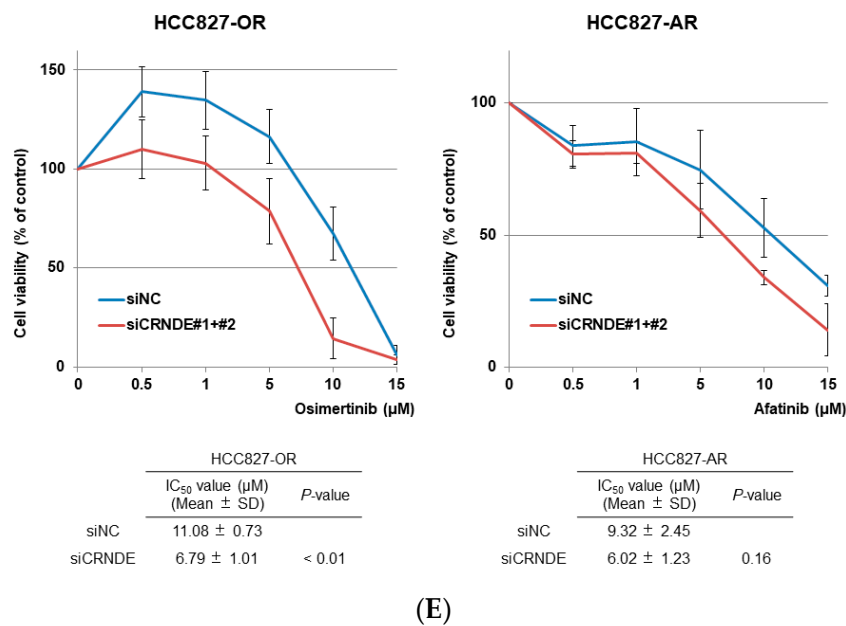 HCC827-OR
Cell viability (% of control)
150
100
50
0
siNC
siCRNDE#1+#2
0 0.5 1 5 10 15
Osimertinib (µM)
HCC827-AR
Cell viability (% of control)
100
50
0
siNC
siCRNDE#1+#2
0 0.5 1 5 10 15
Afatinib (µM)
HCC827-OR
IC50 value (µM)
(Mean ± SD)
P-value
siNC 11.08 ± 0.73
siCRNDE 6.79 ± 1.01 < 0.01
HCC827-AR
IC50 value (µM)
(Mean ± SD)
P-value
siNC 9.32 ± 2.45
siCRNDE 6.02 ± 1.23 0.16
(E)